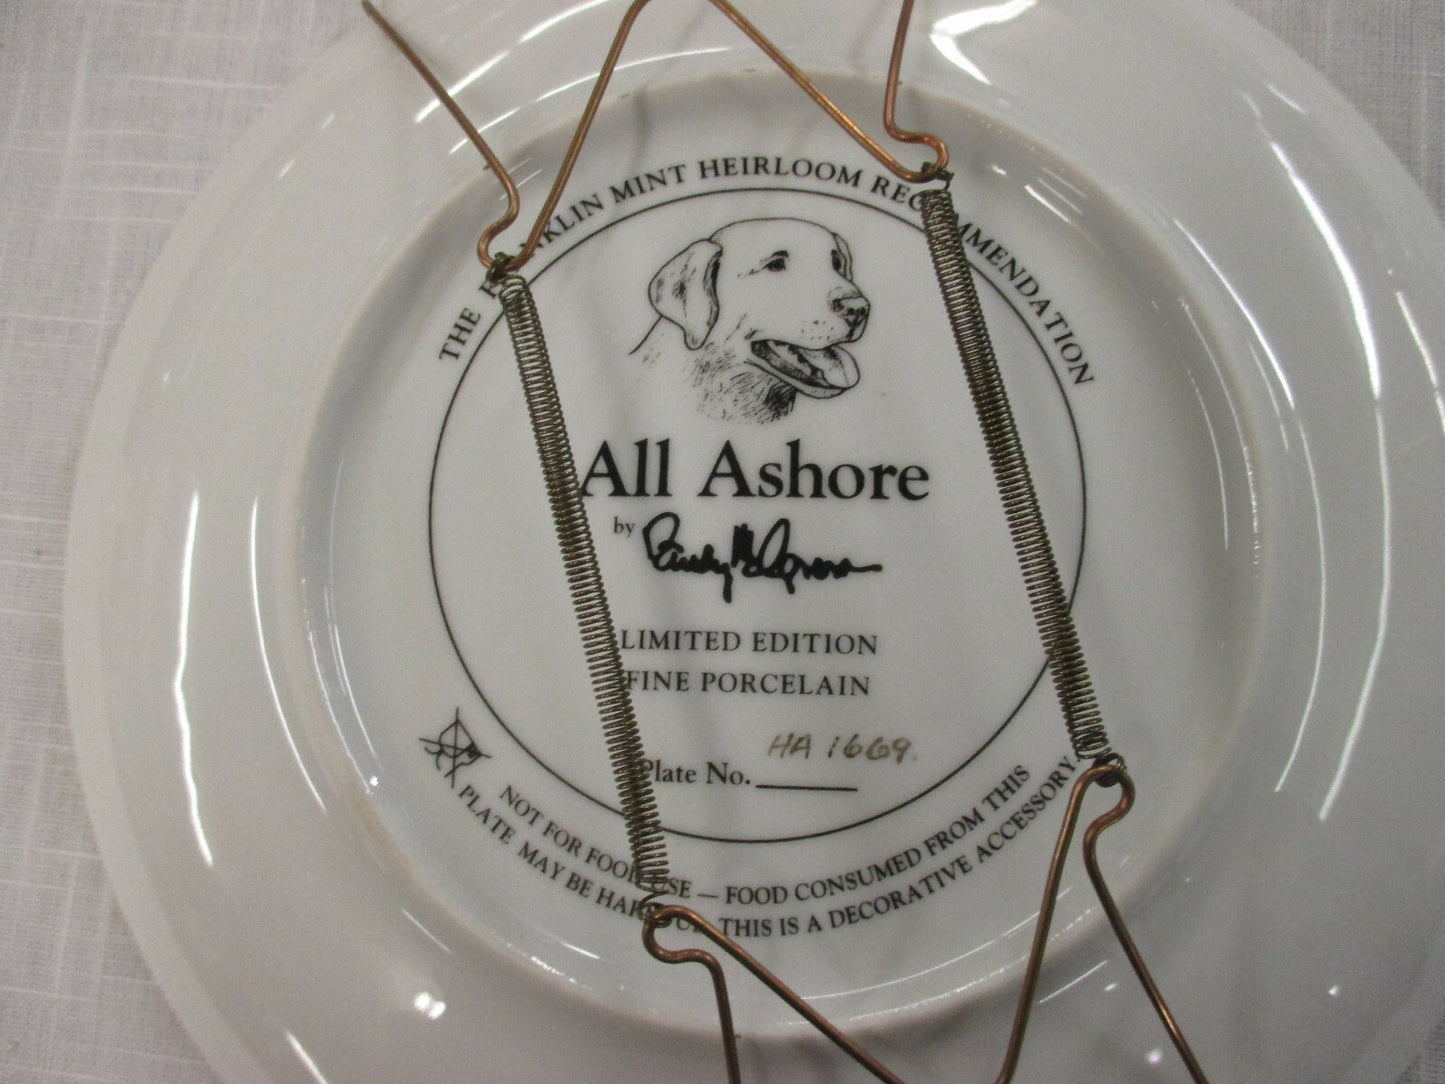 THE FRANKLIN MINT HEIRLOOM RECOMMENDATION
All Ashore
by
LIMITED EDITION
FINE PORCELAIN
HA 1669.
Plate No.
NOT FOR FOOD USE — FOOD CONSUMED FROM THIS
PLATE MAY BE HARMFUL. THIS IS A DECORATIVE ACCESSORY.